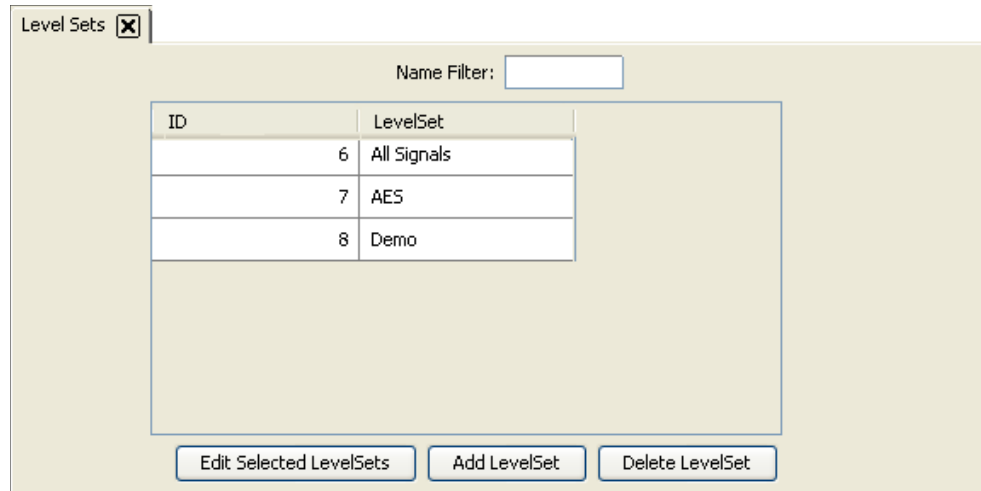 Level Sets
Name Filter:
ID LevelSet
6 All Signals
7 AES
8 Demo
Edit Selected LevelSets Add LevelSet Delete LevelSet